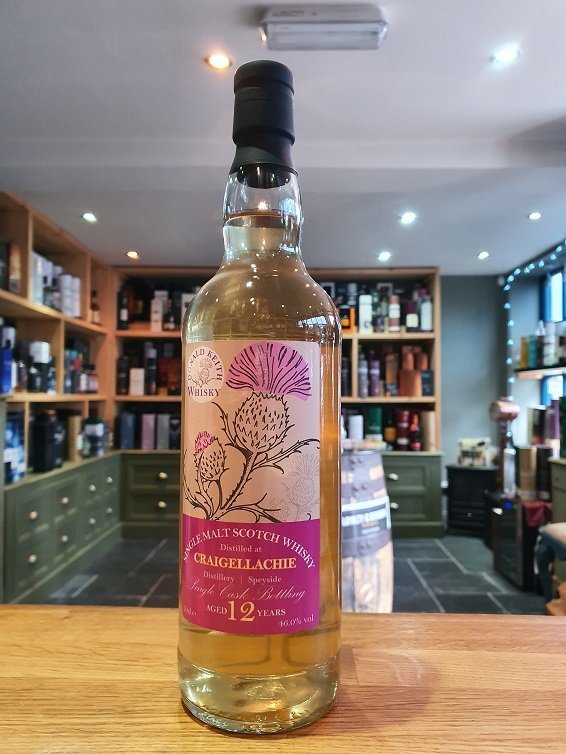 DONALD KEITH
WHISKY
SINGLE MALT SCOTCH WHISKY
Distilled at
CRAIGELLACHIE
Distillery | Speyside
Single Cask Bottling
AGED 12 YEARS
46.0% vol